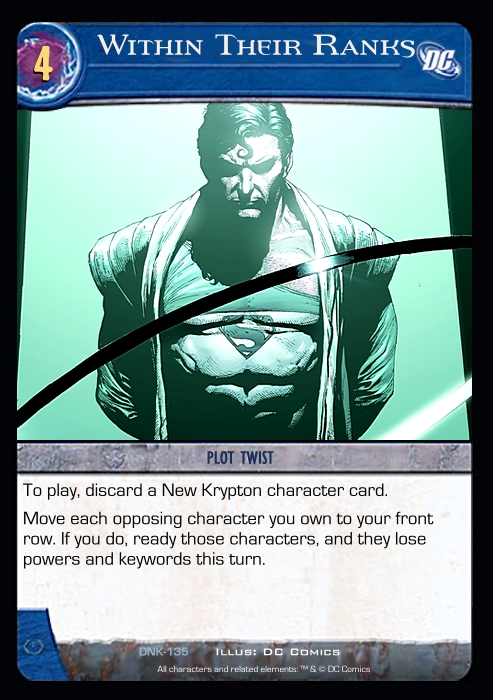 4
Within Their Ranks
DC
S
PLOT TWIST
To play, discard a New Krypton character card.
Move each opposing character you own to your front
row. If you do, ready those characters, and they lose
powers and keywords this turn.
DNK-135 Illus: DC Comics
All characters and related elements: ™ & © DC Comics